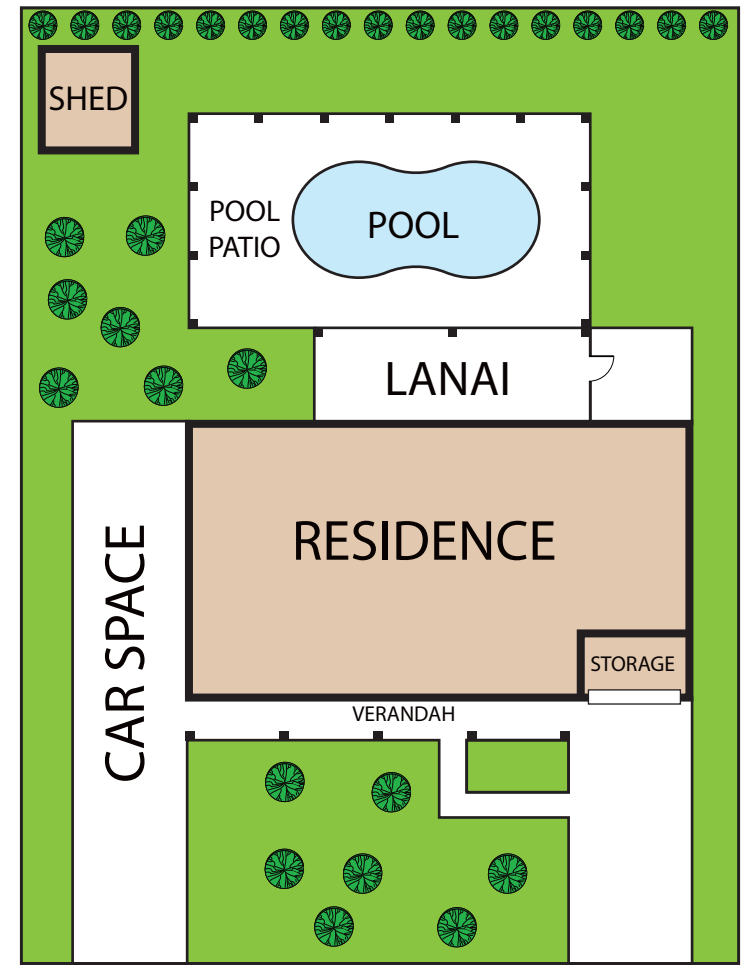 SHED
POOL
PATIO
POOL
LANAI
RESIDENCE
CAR SPACE
STORAGE
VERANDAH